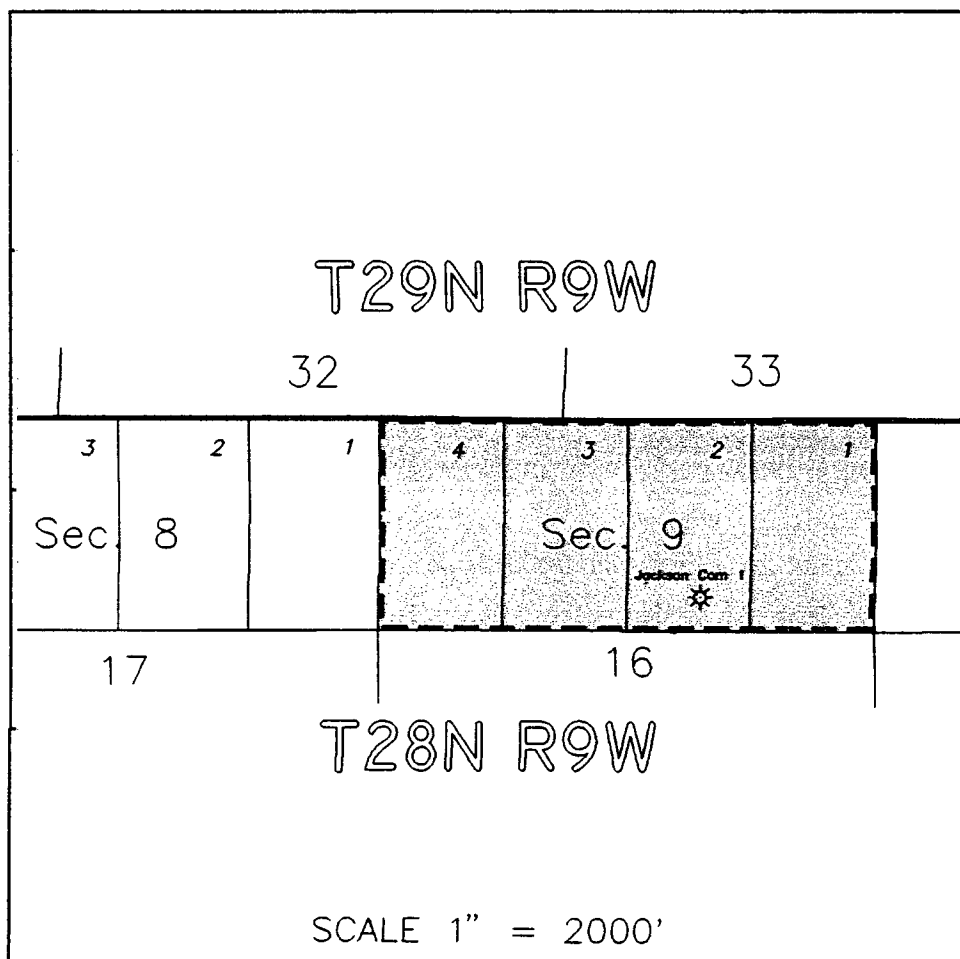 T29N R9W
32 33
3 2 1 4 3 2 1
Sec. 8 Sec. 9
Jackson Com 1
17 16
T28N R9W
SCALE 1" = 2000'